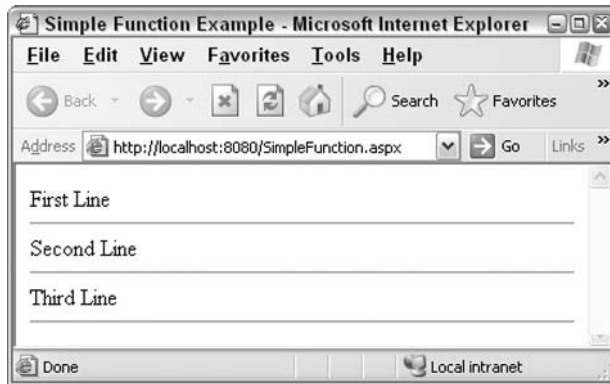 Simple Function Example - Microsoft Internet Explorer
File Edit View Favorites Tools Help
Back Search Favorites »
Address http://localhost:8080/SimpleFunction.aspx Go Links »
First Line
Second Line
Third Line
Done Local intranet